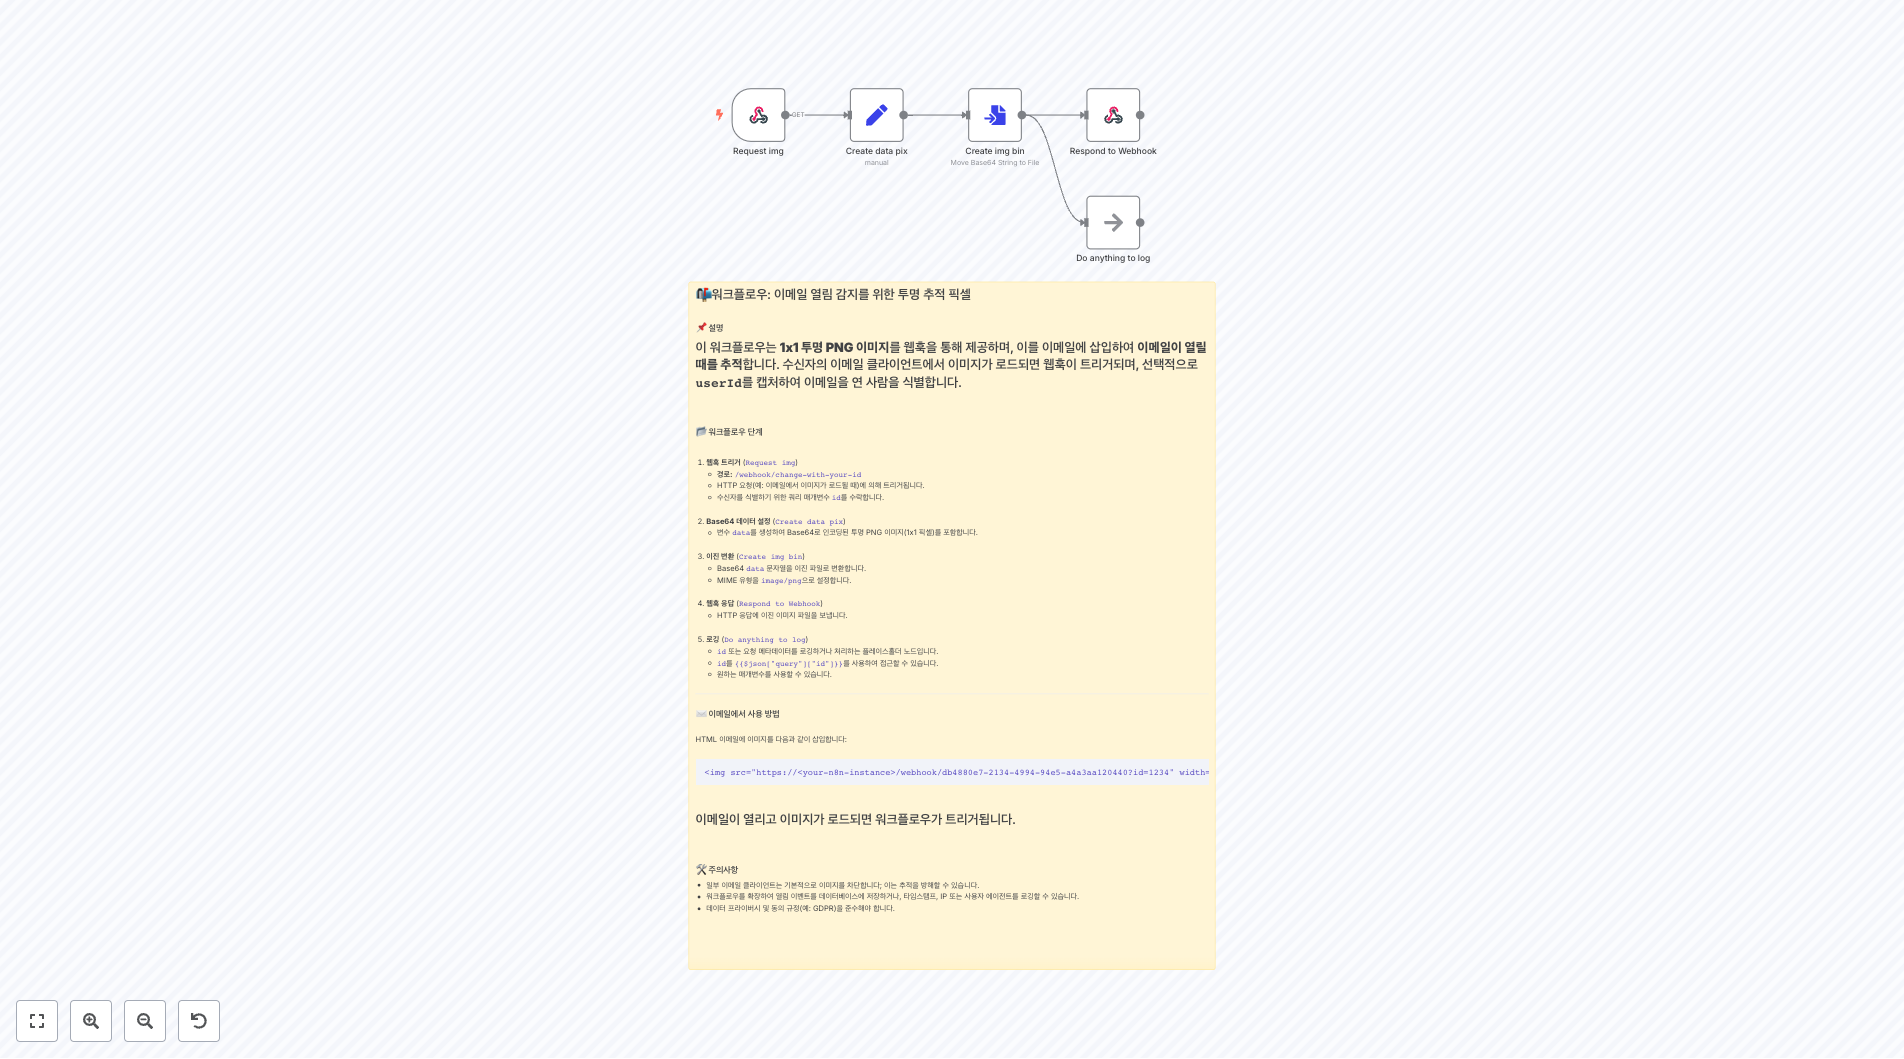 GET
Request img
Create data pix
manual
Create img bin
Move Base64 String to File
Respond to Webhook
Do anything to log
📬워크플로우: 이메일 열림 감지를 위한 투명 추적 픽셀
📌 설명
이 워크플로우는 1x1 투명 PNG 이미지를 웹훅을 통해 제공하며, 이를 이메일에 삽입하여 이메일이 열릴
때를 추적합니다. 수신자의 이메일 클라이언트에서 이미지가 로드되면 웹훅이 트리거되며, 선택적으로
userId를 캡처하여 이메일을 연 사람을 식별합니다.
워크플로우 단계
1. 웹훅 트리거 (Request img)
경로: /webhook/change-with-your-id
HTTP 요청(예: 이메일에서 이미지가 로드될 때)에 의해 트리거됩니다.
수신자를 식별하기 위한 쿼리 매개변수 id를 수락합니다.
2. Base64 데이터 설정 (Create data pix)
변수 data를 생성하여 Base64로 인코딩된 투명 PNG 이미지(1x1 픽셀)를 포함합니다.
3. 이진 변환 (Create img bin)
Base64 data 문자열을 이진 파일로 변환합니다.
MIME 유형을 image/png으로 설정합니다.
4. 웹훅 응답 (Respond to Webhook)
HTTP 응답에 이진 이미지 파일을 보냅니다.
5. 로깅 (Do anything to log)
id 또는 요청 메타데이터를 로깅하거나 처리하는 플레이스홀더 노드입니다.
id를 {{$json["query"]["id"]}}를 사용하여 접근할 수 있습니다.
원하는 매개변수를 사용할 수 있습니다.
✉️ 이메일에서 사용 방법
HTML 이메일에 이미지를 다음과 같이 삽입합니다:
<img src="https://<your-n8n-instance>/webhook/db4880e7-2134-4994-94e5-a4a3aa120440?id=1234" width=
이메일이 열리고 이미지가 로드되면 워크플로우가 트리거됩니다.
🛠️ 주의사항
일부 이메일 클라이언트는 기본적으로 이미지를 차단합니다; 이는 추적을 방해할 수 있습니다.
워크플로우를 확장하여 열림 이벤트를 데이터베이스에 저장하거나, 타임스탬프, IP 또는 사용자 에이전트를 로깅할 수 있습니다.
데이터 프라이버시 및 동의 규정(예: GDPR)을 준수해야 합니다.